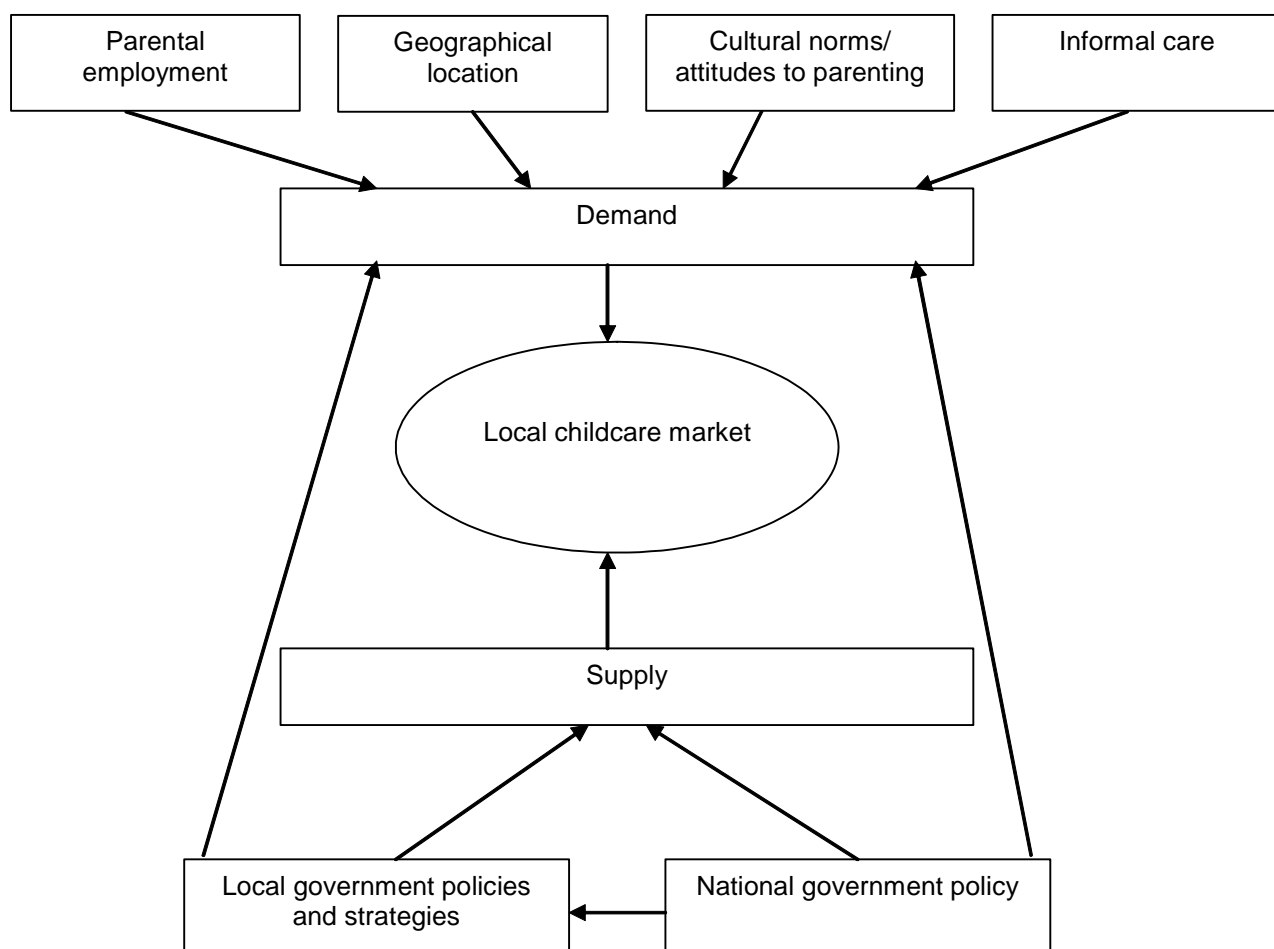 Parental
employment
Geographical
location
Cultural norms/
attitudes to parenting
Informal care
Demand
Local childcare market
Supply
Local government policies
and strategies
National government policy